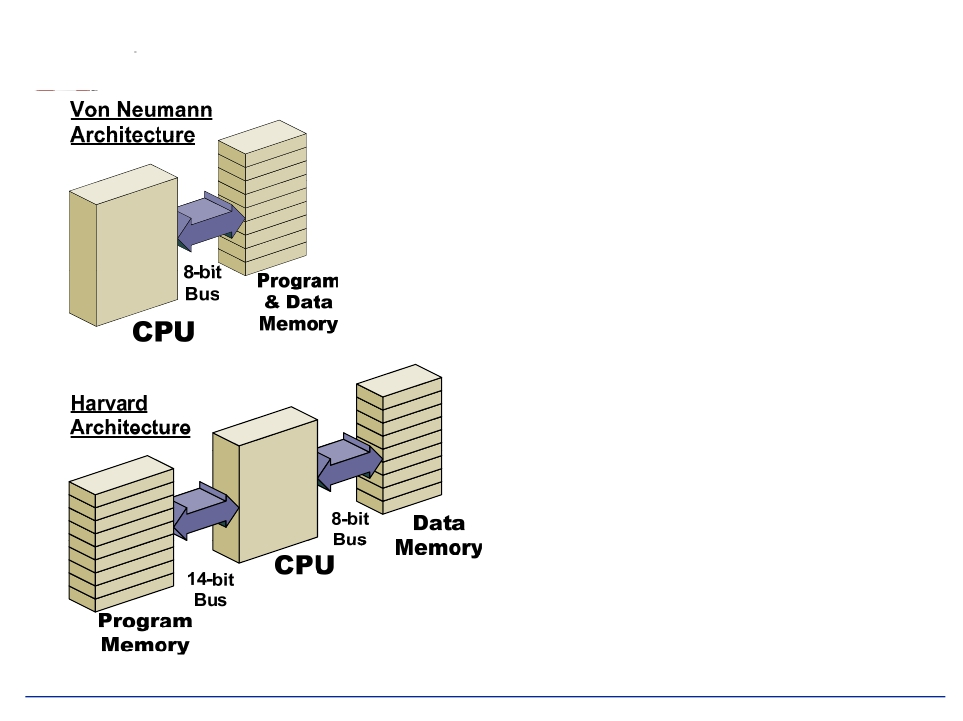 Von Neumann
Architecture
8-bit
Bus
Program
& Data
Memory
CPU
Harvard
Architecture
8-bit
Bus
Data
Memory
CPU
14-bit
Bus
Program
Memory